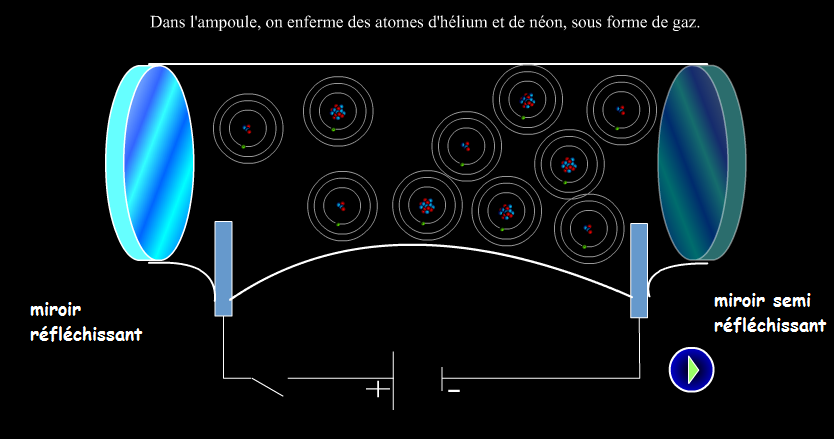 Dans l'ampoule, on enferme des atomes d'hélium et de néon, sous forme de gaz.
miroir
réfléchissant
miroir semi
réfléchissant
+ -